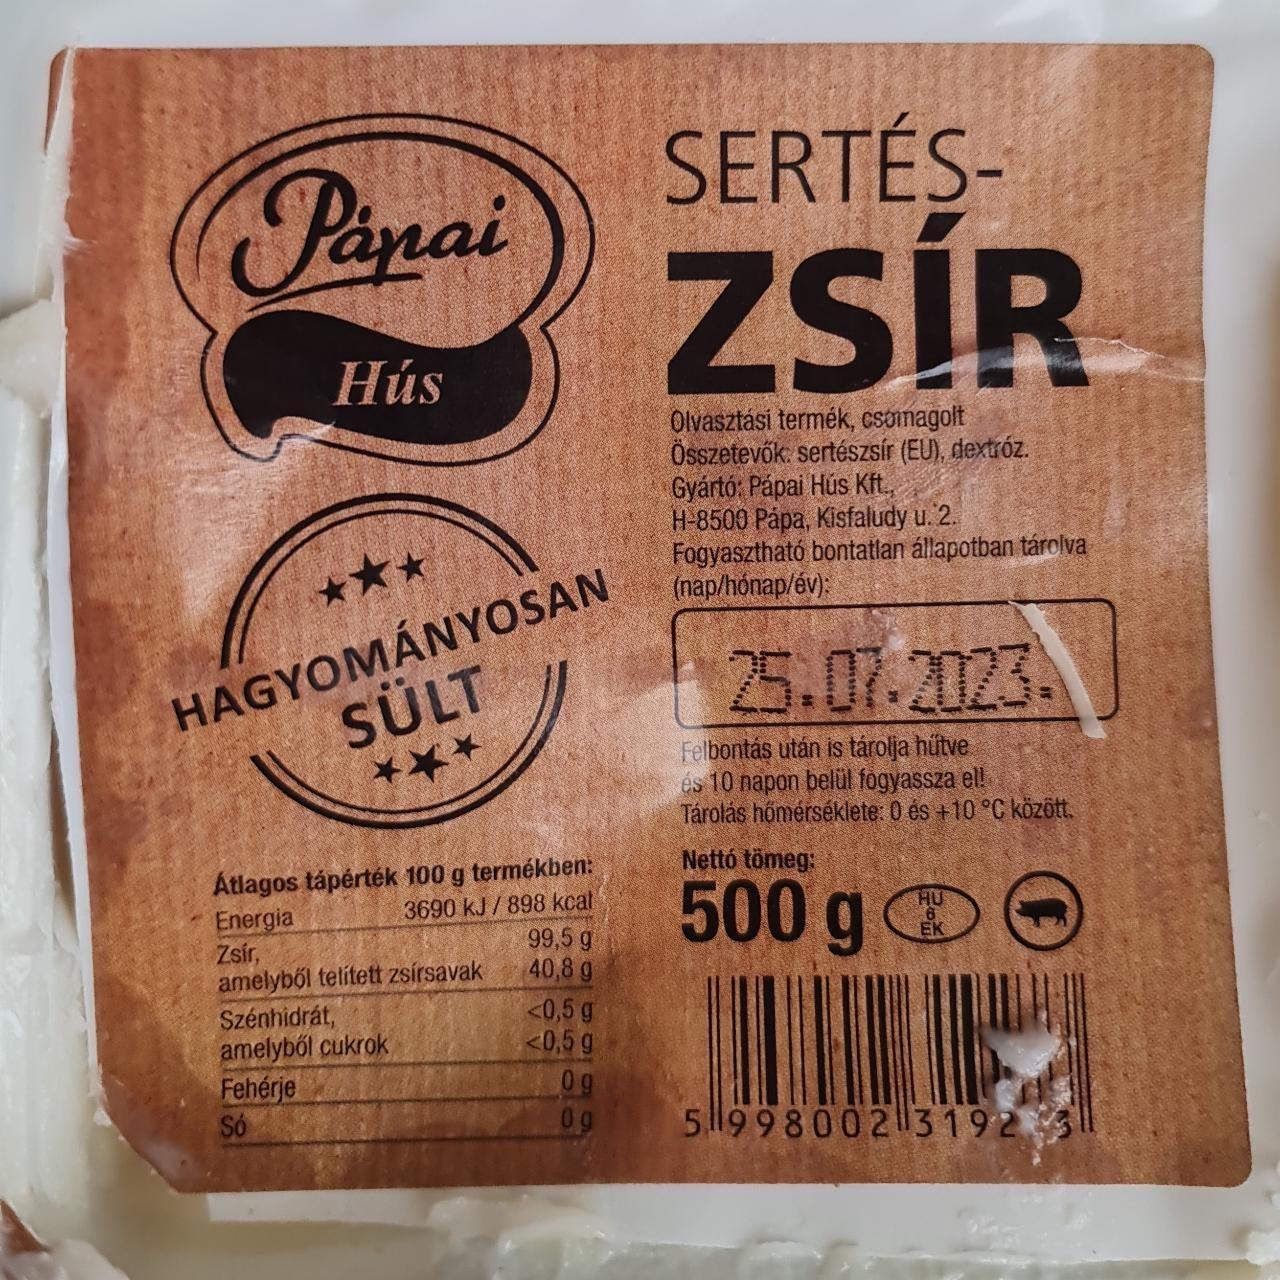 Pápai
Hús
HAGYOMÁNYOSAN
SÜLT
Átlagos tápérték 100 g termékben:
Energia 3690 kJ / 898 kcal
Zsír, 99,5 g
amelyből telített zsírsavak 40,8 g
Szénhidrát, <0,5 g
amelyből cukrok <0,5 g
Fehérje 0 g
Só 0 g
SERTÉS-
ZSÍR
Olvasztási termék, csomagolt
Összetevők: sertészsír (EU), dextróz.
Gyártó: Pápai Hús Kft.,
H-8500 Pápa, Kisfaludy u. 2.
Fogyasztható bontatlan állapotban tárolva
(nap/hónap/év):
25.07.2023.
Felbontás után is tárolja hűtve
és 10 napon belül fogyassza el!
Tárolás hőmérséklete: 0 és +10 °C között.
Nettó tömeg:
500 g
HU
6
EK
5 998002 3192 3